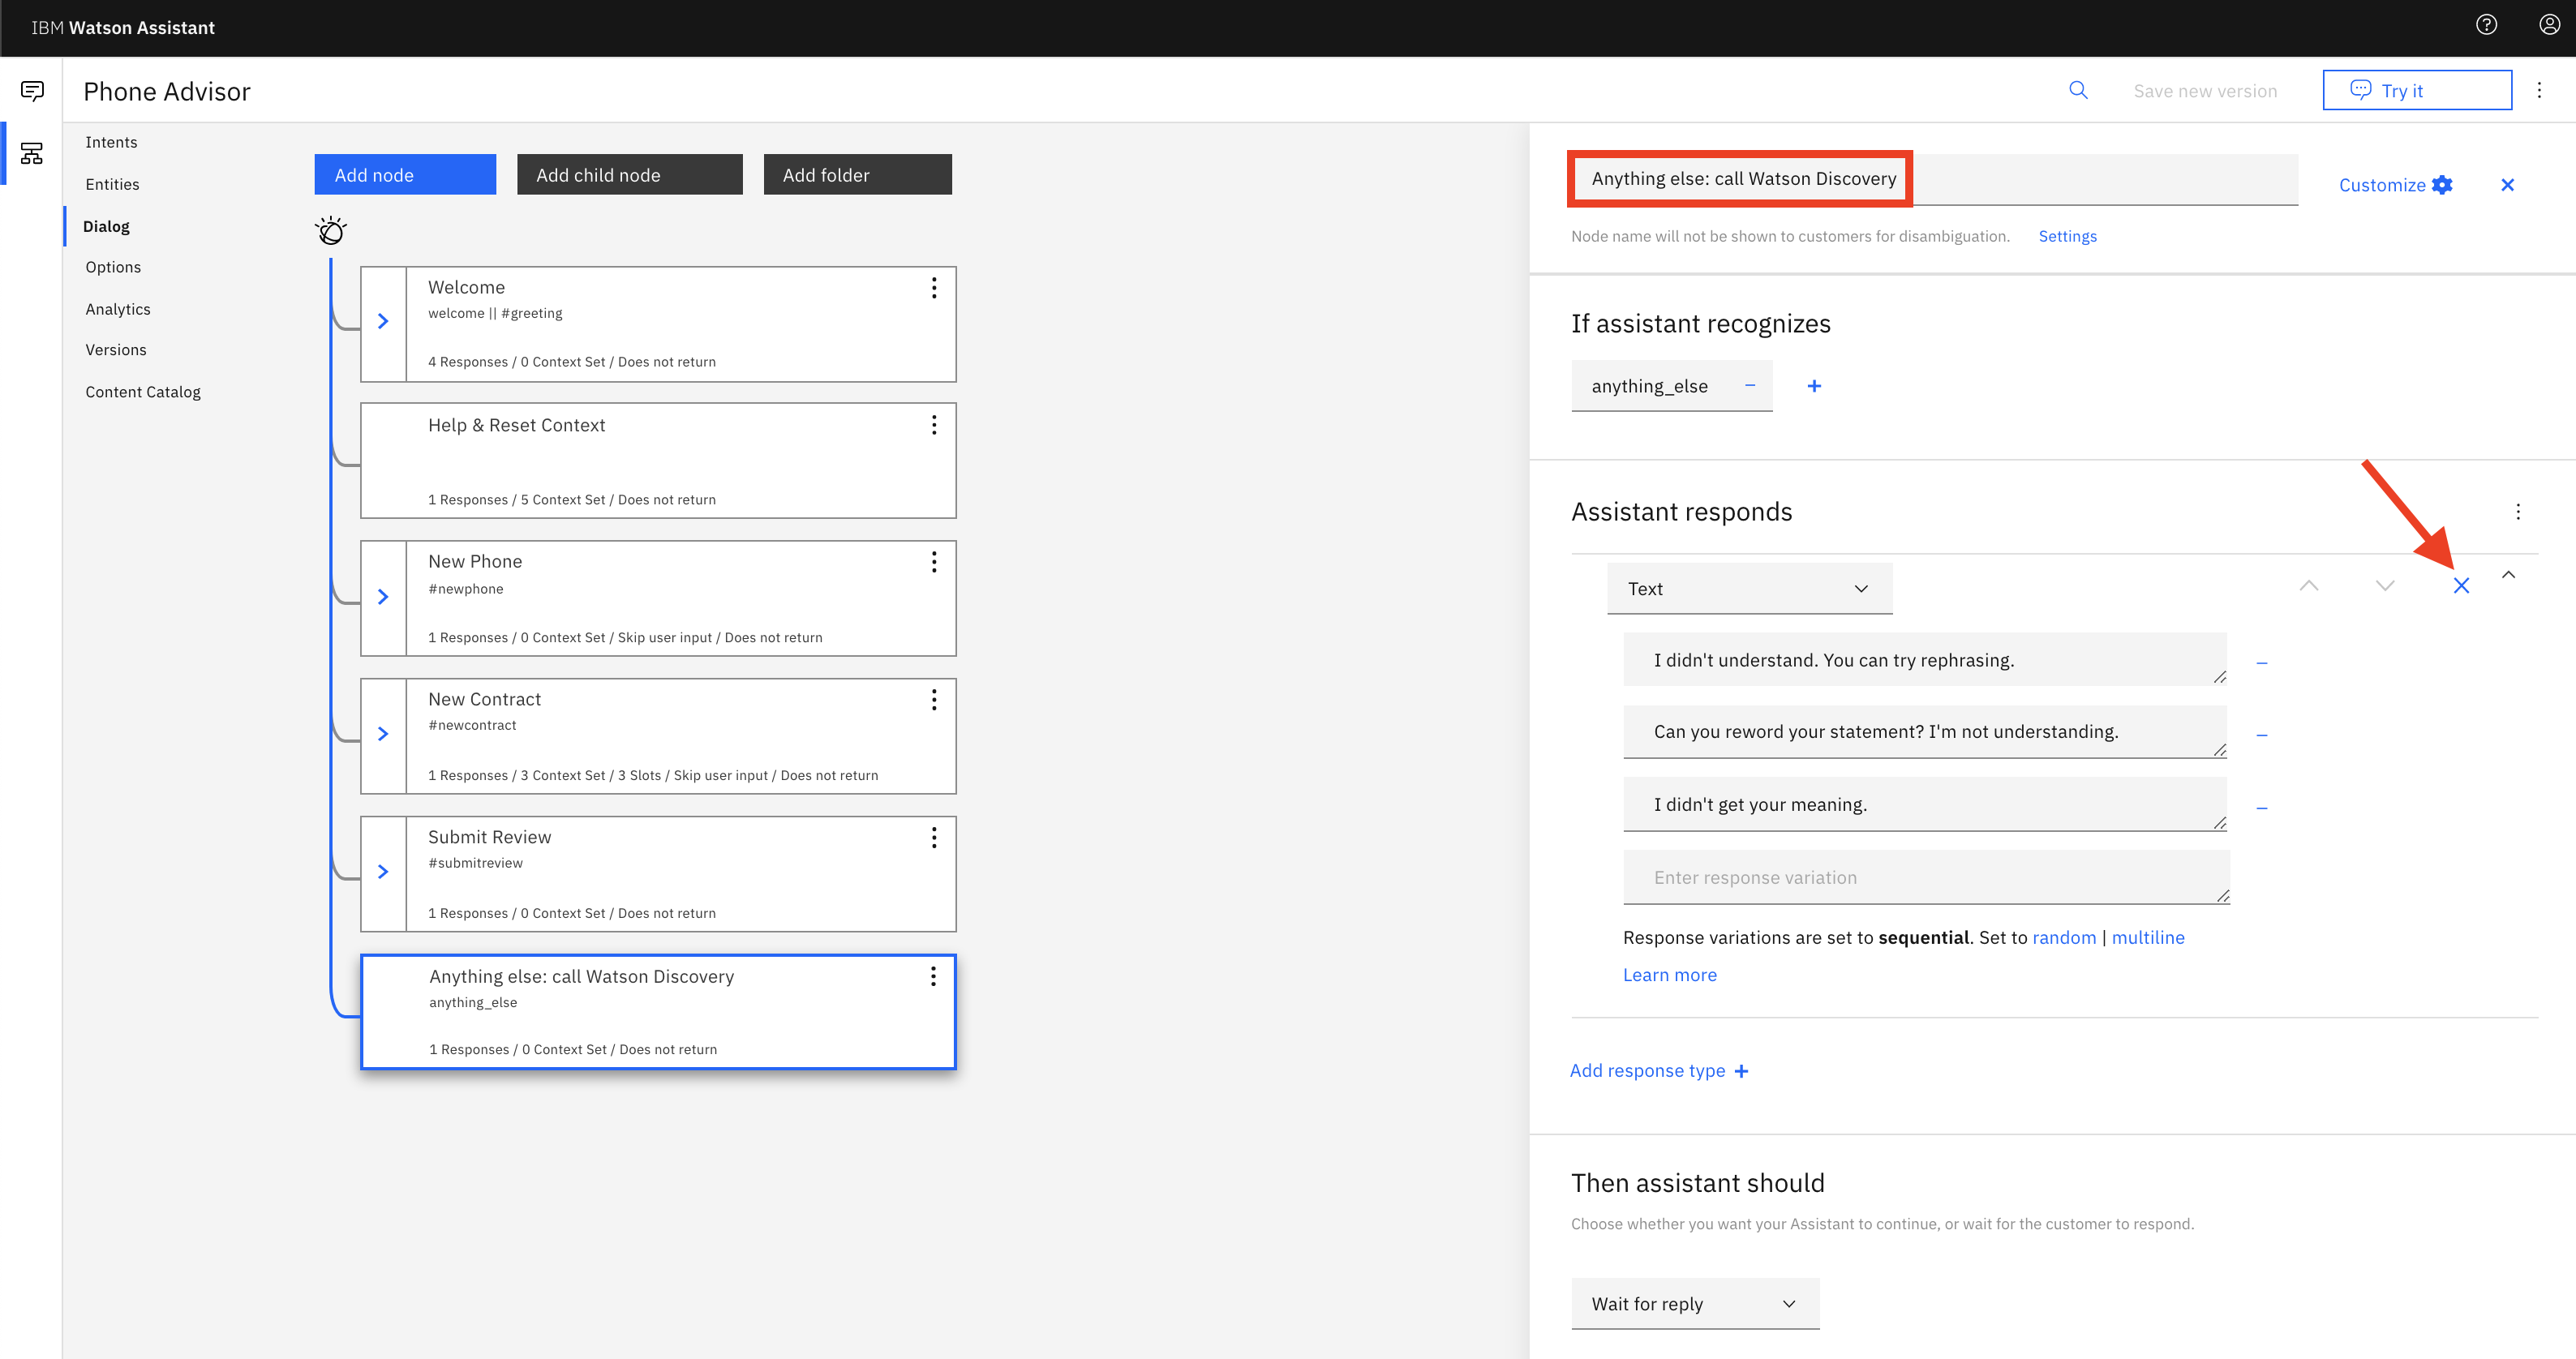 IBM Watson Assistant
Phone Advisor
Save new version
Try it
Intents
Entities
Dialog
Options
Analytics
Versions
Content Catalog
Add node
Add child node
Add folder
Welcome
welcome || #greeting
4 Responses / 0 Context Set / Does not return
Help & Reset Context
1 Responses / 5 Context Set / Does not return
New Phone
#newphone
1 Responses / 0 Context Set / Skip user input / Does not return
New Contract
#newcontract
1 Responses / 3 Context Set / 3 Slots / Skip user input / Does not return
Submit Review
#submitreview
1 Responses / 0 Context Set / Does not return
Anything else: call Watson Discovery
anything_else
1 Responses / 0 Context Set / Does not return
Anything else: call Watson Discovery
Customize
Node name will not be shown to customers for disambiguation. Settings
If assistant recognizes
anything_else
Assistant responds
Text
I didn't understand. You can try rephrasing.
Can you reword your statement? I'm not understanding.
I didn't get your meaning.
Enter response variation
Response variations are set to sequential. Set to random | multiline
Learn more
Add response type +
Then assistant should
Choose whether you want your Assistant to continue, or wait for the customer to respond.
Wait for reply